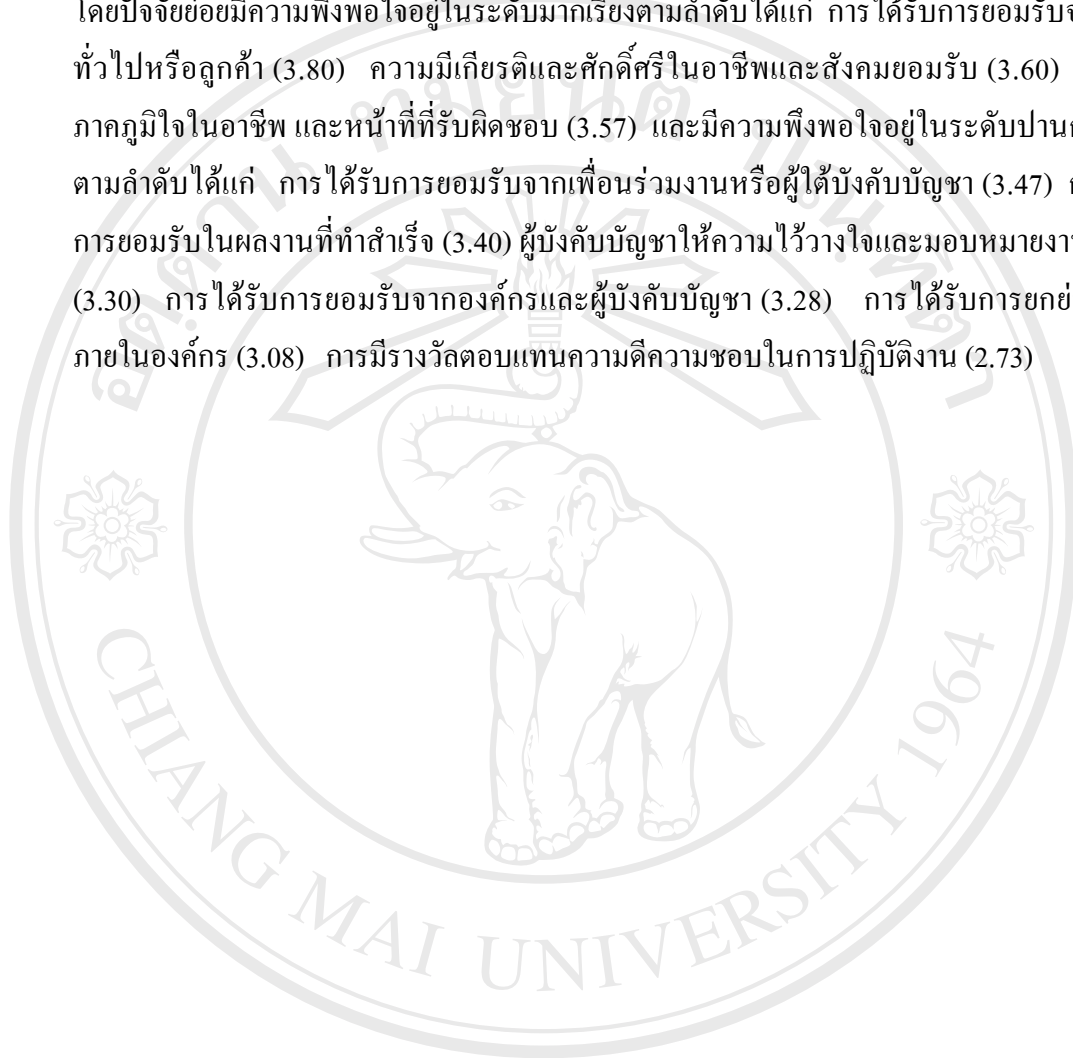 โดยปัจจัยย่อยมีความพึงพอใจอยู่ในระดับมากเรียงตามลำดับได้แก่ การได้รับการยอมรับ
ทั่วไปหรือลูกค้า (3.80) ความมีเกียรติและศักดิ์ศรีในอาชีพและสังคมยอมรับ (3.60)
ภาคภูมิใจในอาชีพ และหน้าที่ที่รับผิดชอบ (3.57) และมีความพึงพอใจอยู่ในระดับ
ตามลำดับได้แก่ การได้รับการยอมรับจากเพื่อนร่วมงานหรือผู้ใต้บังคับบัญชา (3.47)
การยอมรับในผลงานที่ทำสำเร็จ (3.40) ผู้บังคับบัญชาให้ความไว้วางใจและมอบหมาย
(3.30) การได้รับการยอมรับจากองค์กรและผู้บังคับบัญชา (3.28) การได้รับการ
ภายในองค์กร (3.08) การมีรางวัลตอบแทนความดีความชอบในการปฏิบัติงาน (2.73)
CHIANG MAI UNIVERSITY 1964